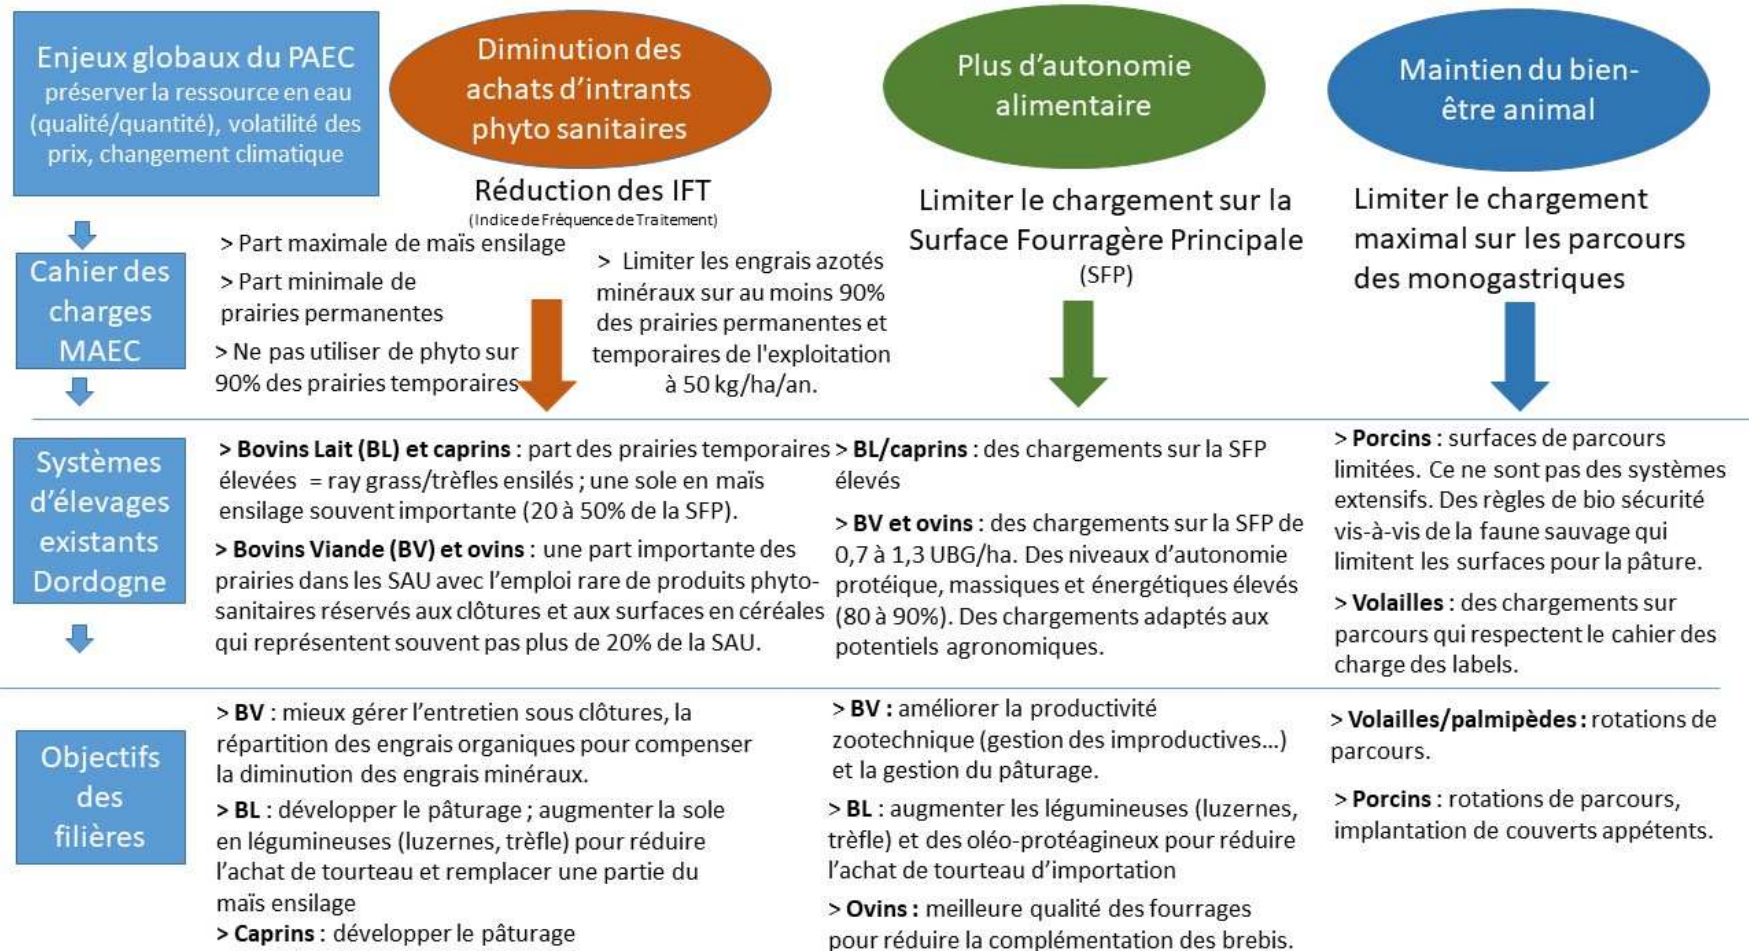 Enjeux globaux du PAEC
préserver la ressource en eau
(qualité/quantité), volatilité des
prix, changement climatique
Diminution des
achats d'intrants
phyto sanitaires
Plus d'autonomie
alimentaire
Maintien du bien-
être animal
Réduction des IFT
(Indice de Fréquence de Traitement)
Limiter le chargement sur la
Surface Fourragère Principale
(SFP)
Limiter le chargement
maximal sur les parcours
des monogastriques
Cahier des
charges
MAEC
> Part maximale de maïs ensilage
> Part minimale de
prairies permanentes
> Ne pas utiliser de phyto sur
90% des prairies temporaires
> Limiter les engrais azotés
minéraux sur au moins 90%
des prairies permanentes et
temporaires de l'exploitation
à 50 kg/ha/an.
Systèmes
d'élevages
existants
Dordogne
> Bovins Lait (BL) et caprins : part des prairies temporaires
élevées = ray grass/trèfles ensilés ; une sole en maïs
ensilage souvent importante (20 à 50% de la SFP).
> Bovins Viande (BV) et ovins : une part importante des
prairies dans les SAU avec l'emploi rare de produits phyto-
sanitaires réservés aux clôtures et aux surfaces en céréales
qui représentent souvent pas plus de 20% de la SAU.
> BL/caprins : des chargements sur la SFP
élevés
> BV et ovins : des chargements sur la SFP de
0,7 à 1,3 UBG/ha. Des niveaux d'autonomie
protéique, massiques et énergétiques élevés
(80 à 90%). Des chargements adaptés aux
potentiels agronomiques.
> Porcins : surfaces de parcours
limitées. Ce ne sont pas des systèmes
extensifs. Des règles de bio sécurité
vis-à-vis de la faune sauvage qui
limitent les surfaces pour la pâture.
> Volailles : des chargements sur
parcours qui respectent le cahier des
charge des labels.
Objectifs
des
filières
> BV : mieux gérer l'entretien sous clôtures, la
répartition des engrais organiques pour compenser
la diminution des engrais minéraux.
> BL : développer le pâturage ; augmenter la sole
en légumineuses (luzernes, trèfle) pour réduire
l'achat de tourteau et remplacer une partie du
maïs ensilage
> Caprins : développer le pâturage
> BV : améliorer la productivité
zootechnique (gestion des improductives…)
et la gestion du pâturage.
> BL : augmenter les légumineuses (luzernes,
trèfle) et des oléo-protéagineux pour réduire
l'achat de tourteau d'importation
> Ovins : meilleure qualité des fourrages
pour réduire la complémentation des brebis.
> Volailles/palmipèdes : rotations de
parcours.
> Porcins : rotations de parcours,
implantation de couverts appétents.